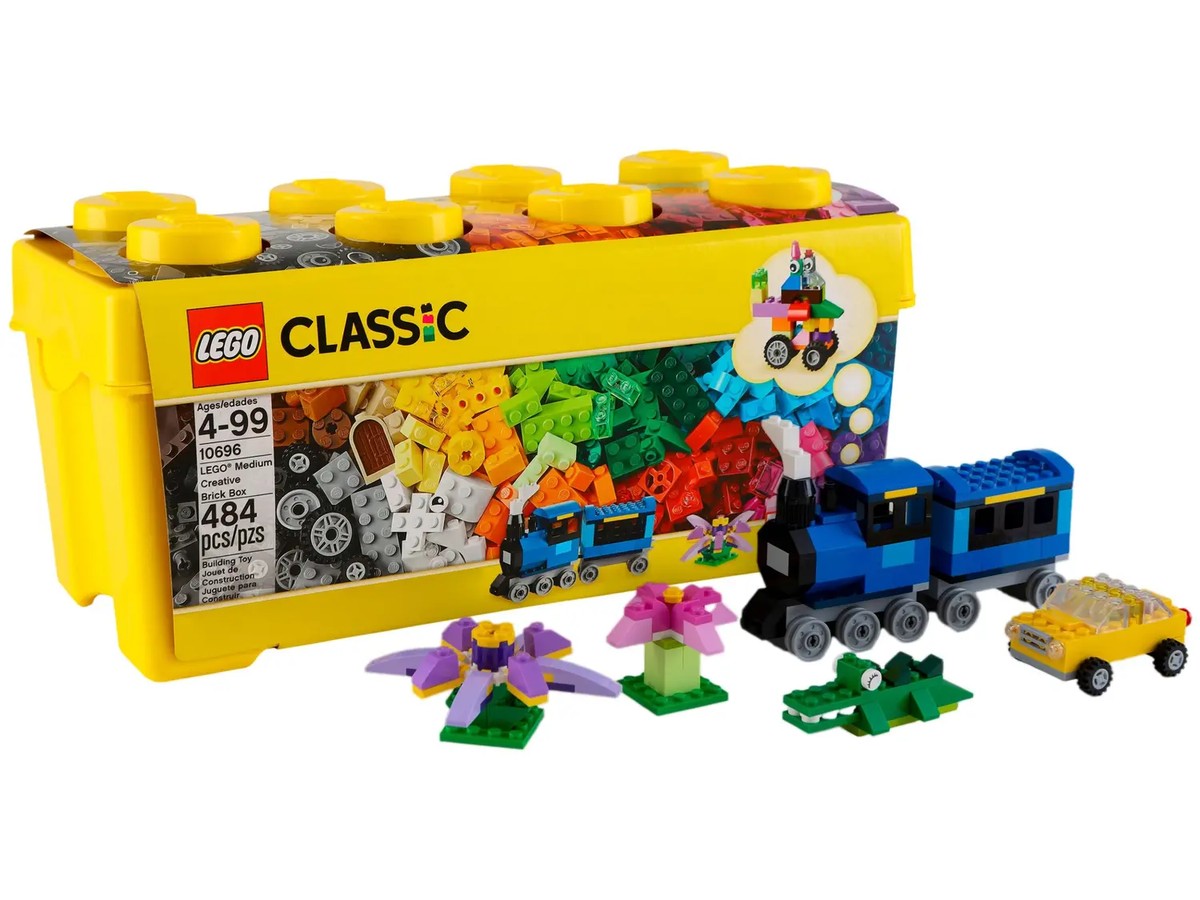 LEGO
CLASSIC
Ages/edades
4-99
10696
LEGO® Medium
Creative
Brick Box
484
pcs/pzs
Building Toy
Jouet de
Construction
Juguete para
Construir